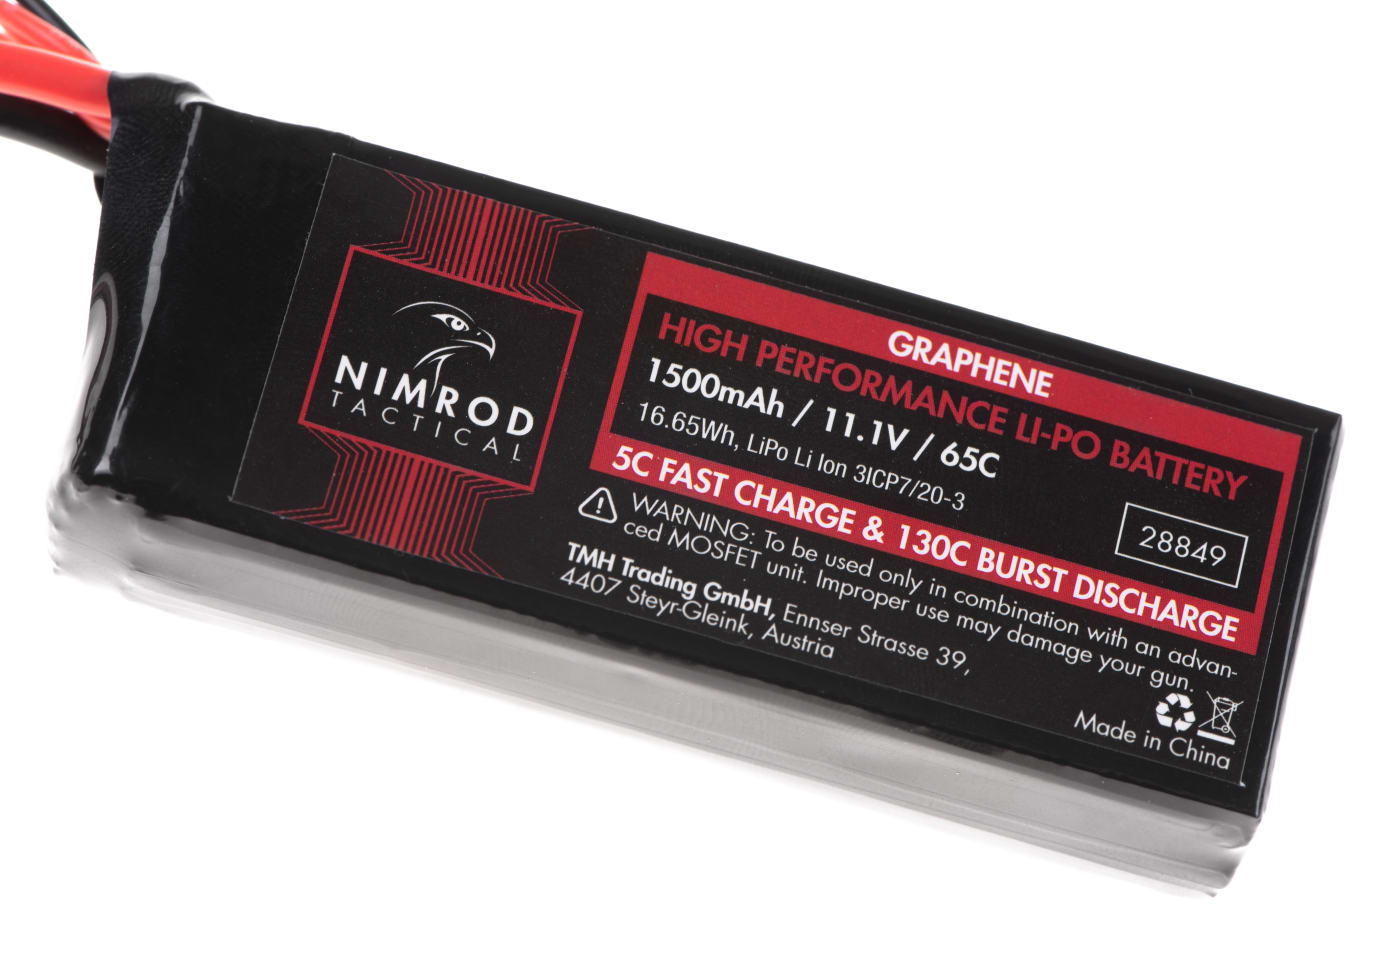 NIMROD
TACTICAL
GRAPHENE
HIGH PERFORMANCE LI-PO BATTERY
1500mAh / 11.1V / 65C
16.65Wh, LiPo Li Ion 3ICP7/20-3
28849
5C FAST CHARGE & 130C BURST DISCHARGE
WARNING: To be used only in combination with an advan-
ced MOSFET unit. Improper use may damage your gun.
TMH Trading GmbH, Ennser Strasse 39,
4407 Steyr-Gleink, Austria
Made in China